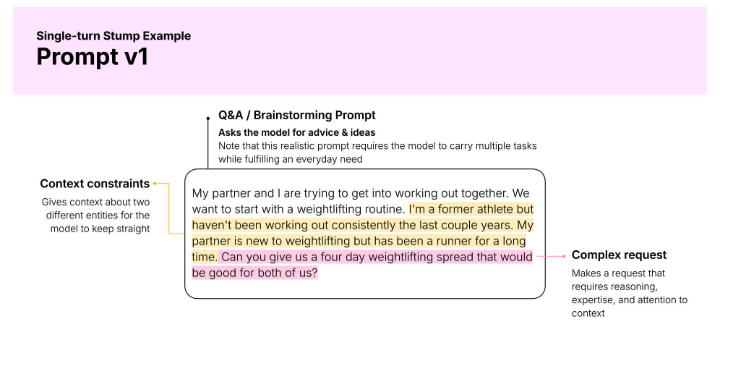 Single-turn Stump Example
Prompt v1
Q&A / Brainstorming Prompt
Asks the model for advice & ideas
Note that this realistic prompt requires the model to carry multiple tasks
while fulfilling an everyday need
Context constraints
Gives context about two
different entities for the
model to keep straight
My partner and I are trying to get into working out together. We
want to start with a weightlifting routine. I'm a former athlete but
haven't been working out consistently the last couple years. My
partner is new to weightlifting but has been a runner for a long
time. Can you give us a four day weightlifting spread that would
be good for both of us?
Complex request
Makes a request that
requires reasoning,
expertise, and attention to
context